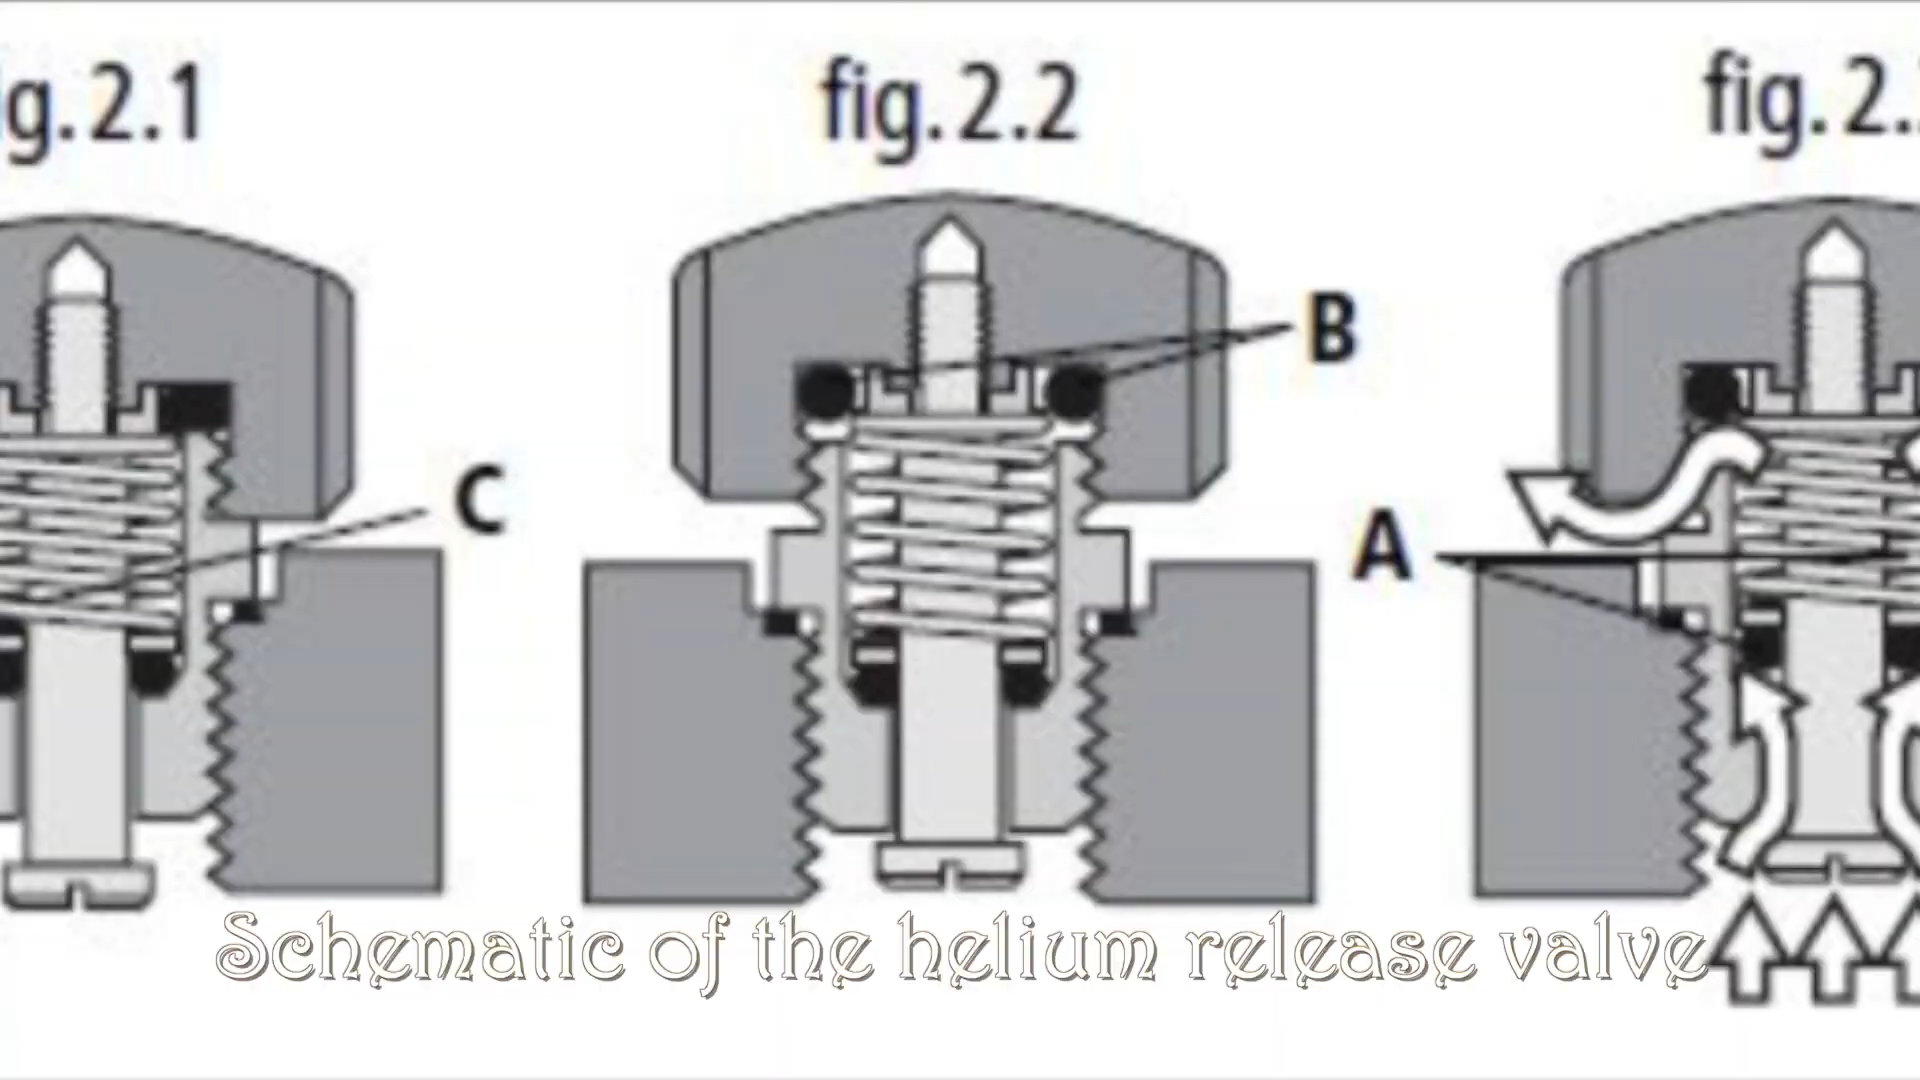 g. 2.1
fig. 2.2
fig. 2.
B
C
A
Schematic of the helium release valve